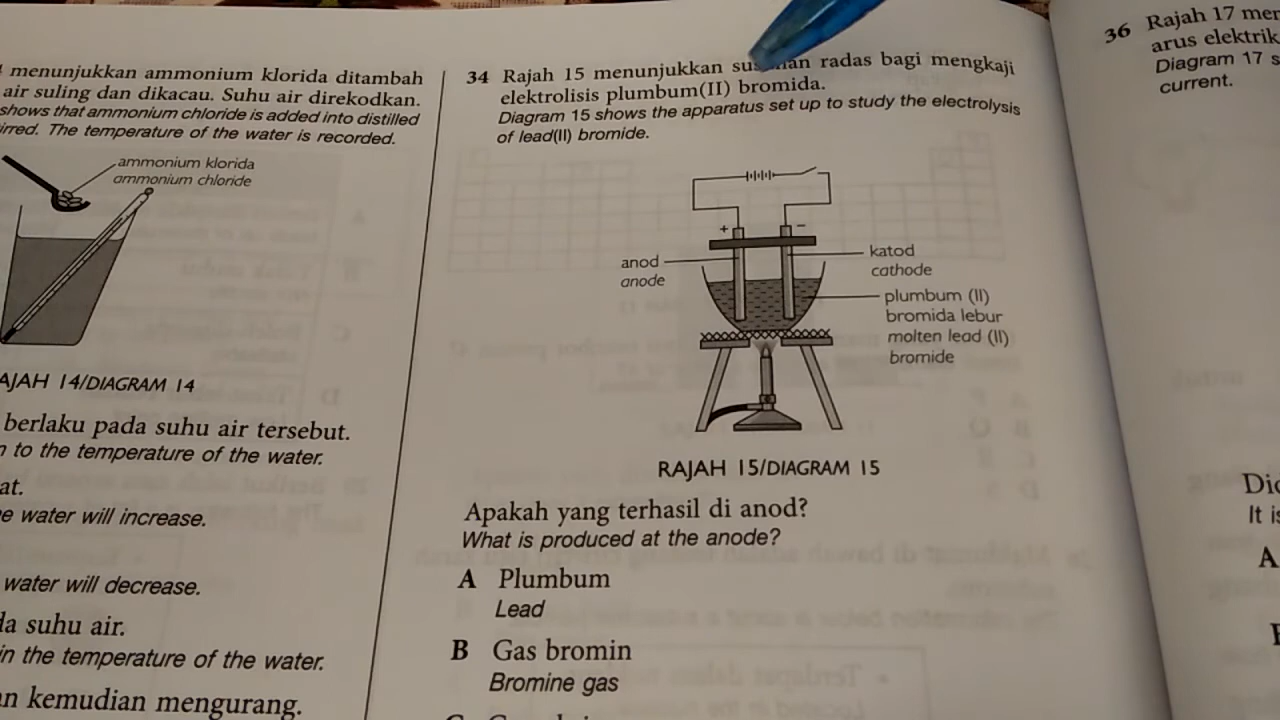 menunjukkan ammonium klorida ditambah
air suling dan dikacau. Suhu air direkodkan.
shows that ammonium chloride is added into distilled
The temperature of the water is recorded.
ammonium klorida
ammonium chloride
AJAH 14/DIAGRAM 14
berlaku pada suhu air tersebut.
to the temperature of the water.
at.
water will increase.
water will decrease.
suhu air.
in the temperature of the water.
kemudian mengurang.
34 Rajah 15 menunjukkan radas bagi mengkaji
elektrolisis plumbum(II) bromida.
Diagram 15 shows the apparatus set up to study the electrolysis
of lead(II) bromide.
+ −
anod
anode
katod
cathode
plumbum (II)
bromida lebur
molten lead (II)
bromide
RAJAH 15/DIAGRAM 15
Apakah yang terhasil di anod?
What is produced at the anode?
A Plumbum
Lead
B Gas bromin
Bromine gas
36 Rajah 17
arus elektrik
Diagram 17
current.
It
A